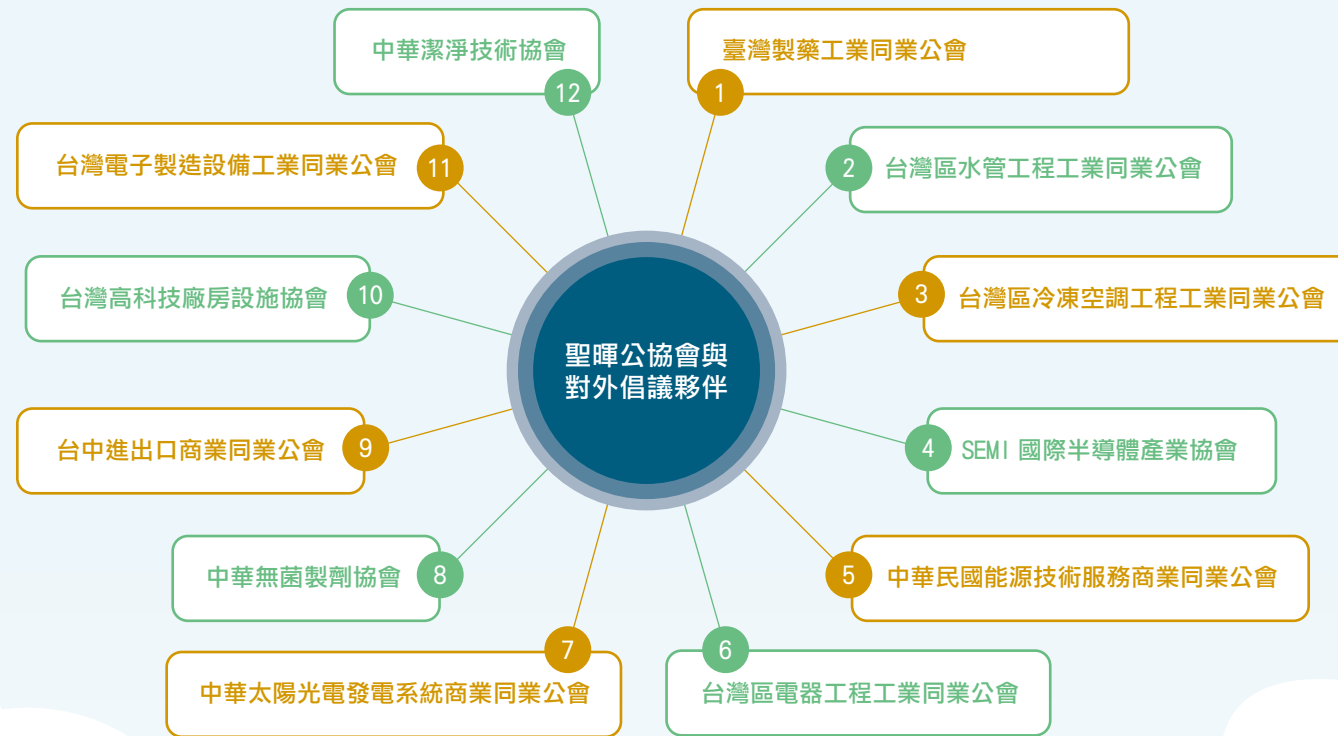 聖暉公協會與
對外倡議夥伴
1 臺灣製藥工業同業公會
2 台灣區水管工程工業同業公會
3 台灣區冷凍空調工程工業同業公會
4 SEMI 國際半導體產業協會
5 中華民國能源技術服務商業同業公會
6 台灣區電器工程工業同業公會
7 中華太陽光電發電系統商業同業公會
8 中華無菌製劑協會
9 台中進出口商業同業公會
10 台灣高科技廠房設施協會
11 台灣電子製造設備工業同業公會
12 中華潔淨技術協會